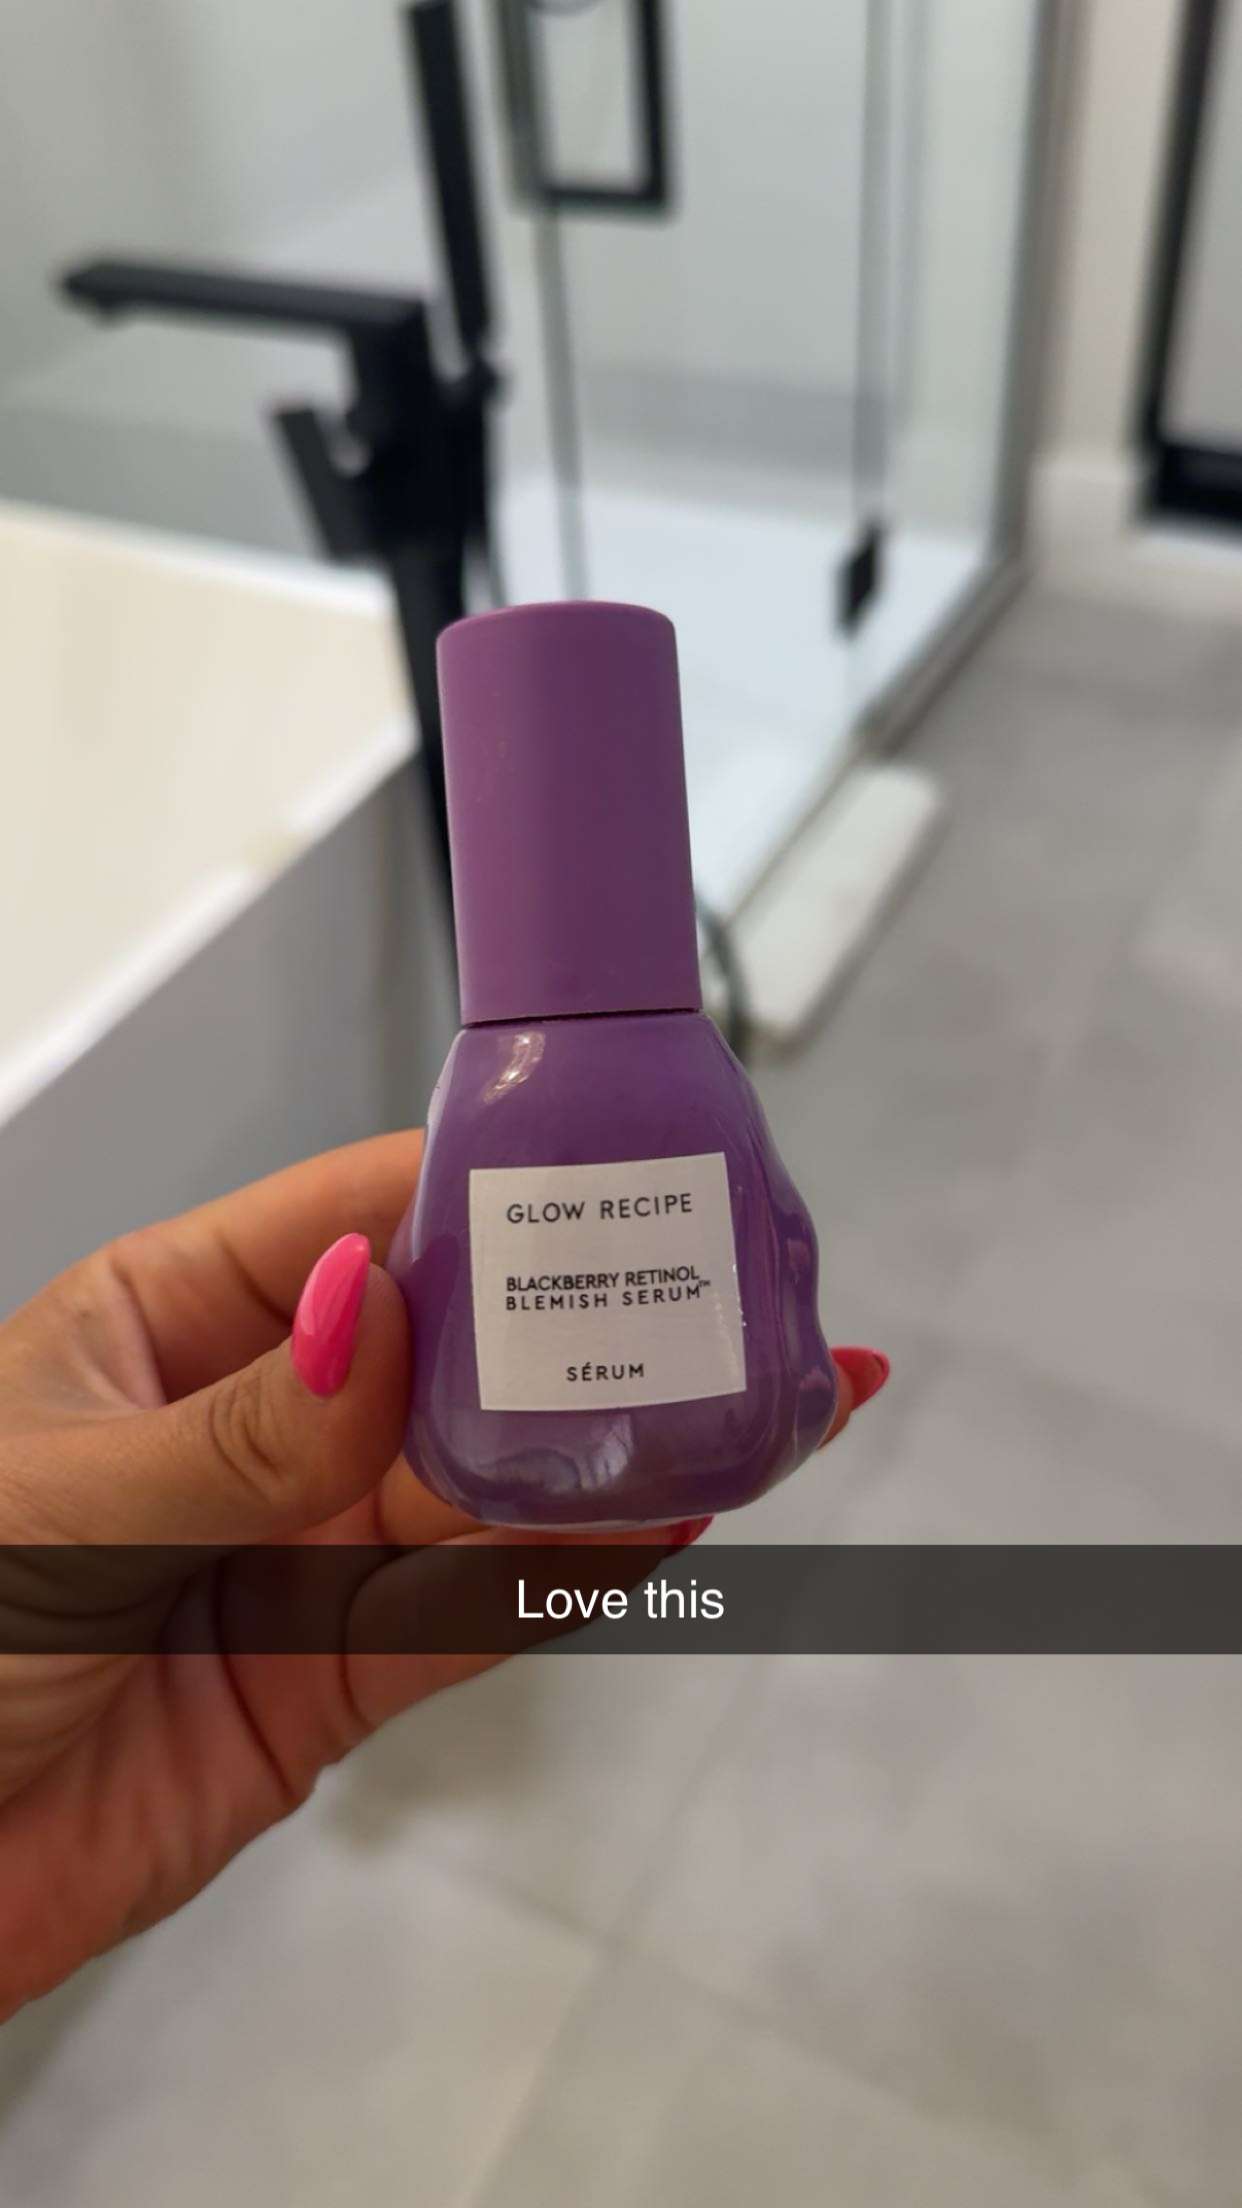 GLOW RECIPE
BLACKBERRY RETINOL
BLEMISH SERUM™
SÉRUM
Love this